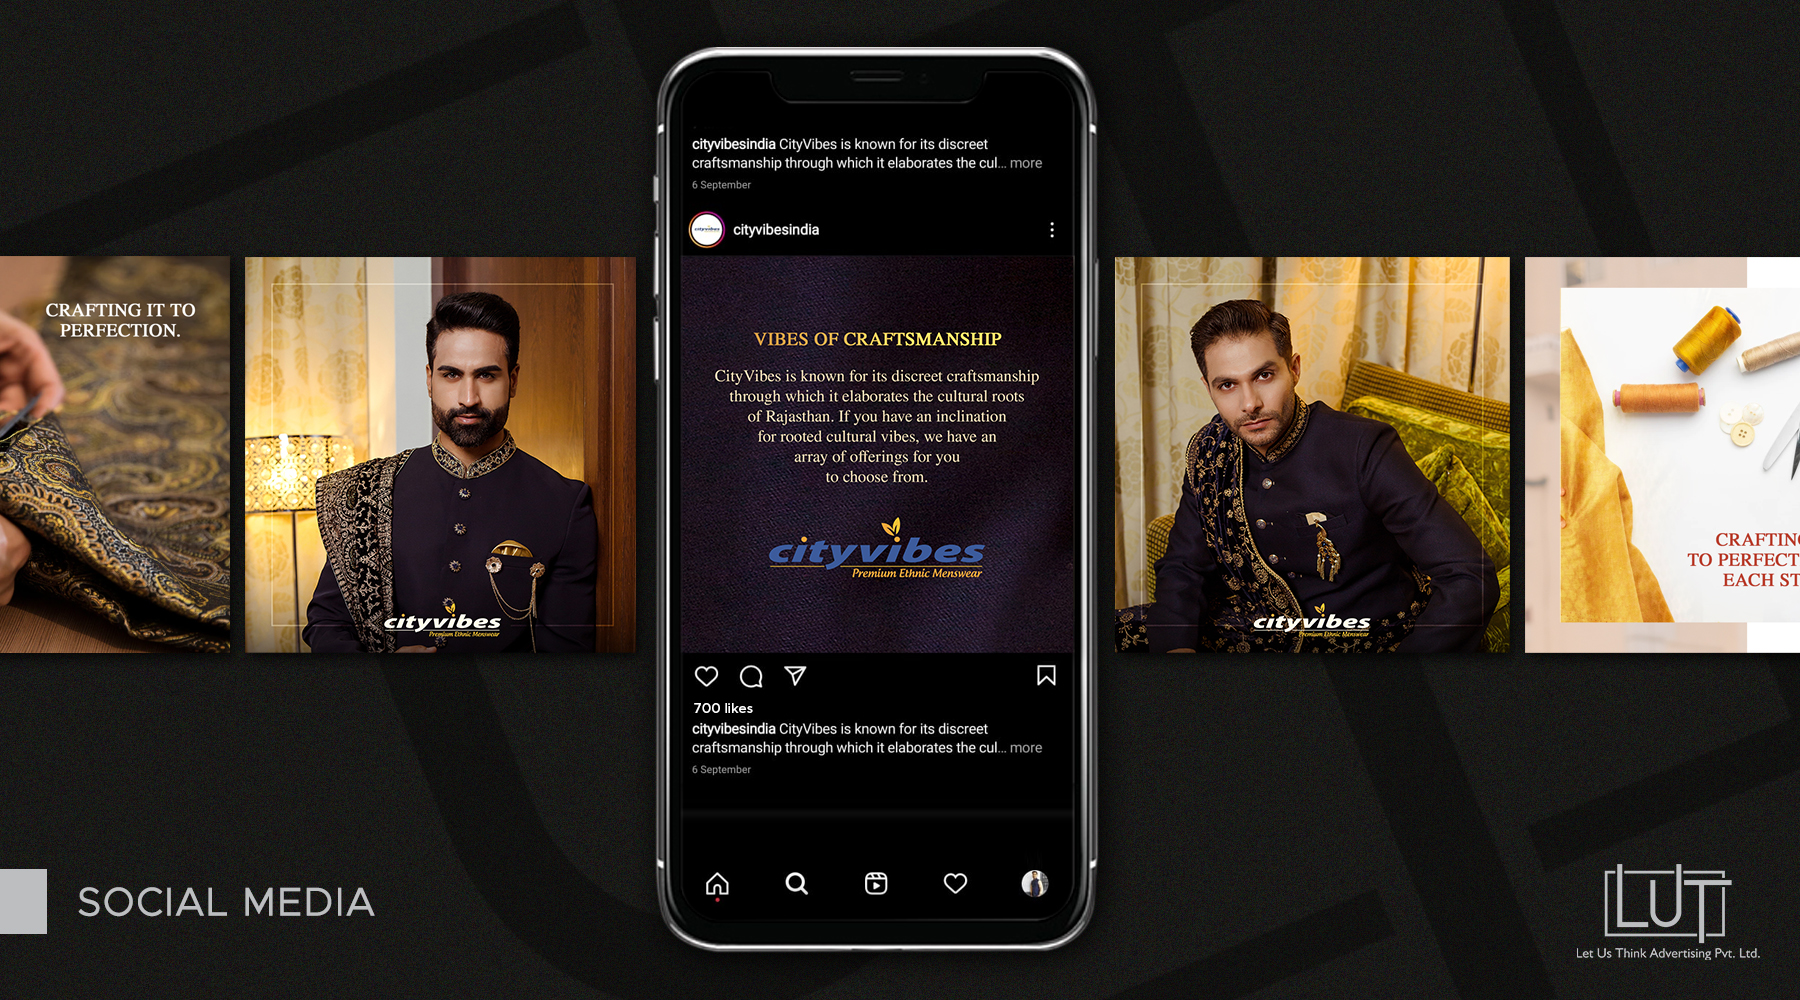 CRAFTING IT TO
PERFECTION.
cityvibes
Premium Ethnic Menswear
cityvibesindia CityVibes is known for its discreet
craftsmanship through which it elaborates the cul... more
6 September
cityvibes
cityvibesindia
VIBES OF CRAFTSMANSHIP
CityVibes is known for its discreet craftsmanship
through which it elaborates the cultural roots
of Rajasthan. If you have an inclination
for rooted cultural vibes, we have an
array of offerings for you
to choose from.
cityvibes
Premium Ethnic Menswear
700 likes
cityvibesindia CityVibes is known for its discreet
craftsmanship through which it elaborates the cul... more
6 September
cityvibes
Premium Ethnic Menswear
CRAFTING
TO PERFECT
EACH ST
SOCIAL MEDIA
LUT
Let Us Think Advertising Pvt. Ltd.